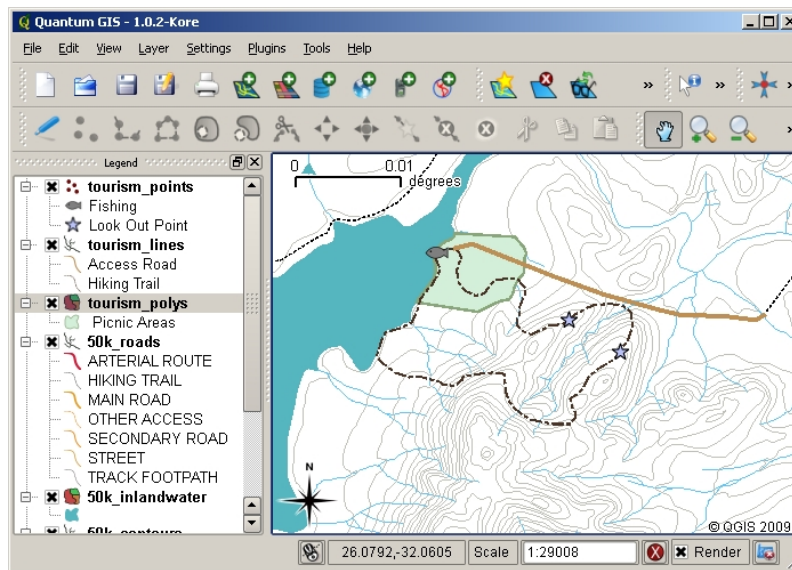 Quantum GIS - 1.0.2-Kore
File Edit View Layer Settings Plugins Tools Help
Legend
tourism_points
Fishing
Look Out Point
tourism_lines
Access Road
Hiking Trail
tourism_polys
Picnic Areas
50k_roads
ARTERIAL ROUTE
HIKING TRAIL
MAIN ROAD
OTHER ACCESS
SECONDARY ROAD
STREET
TRACK FOOTPATH
50k_inlandwater
50k_contours
0 0.01
degrees
N
© QGIS 2009
26.0792,-32.0605 Scale 1:29008 Render